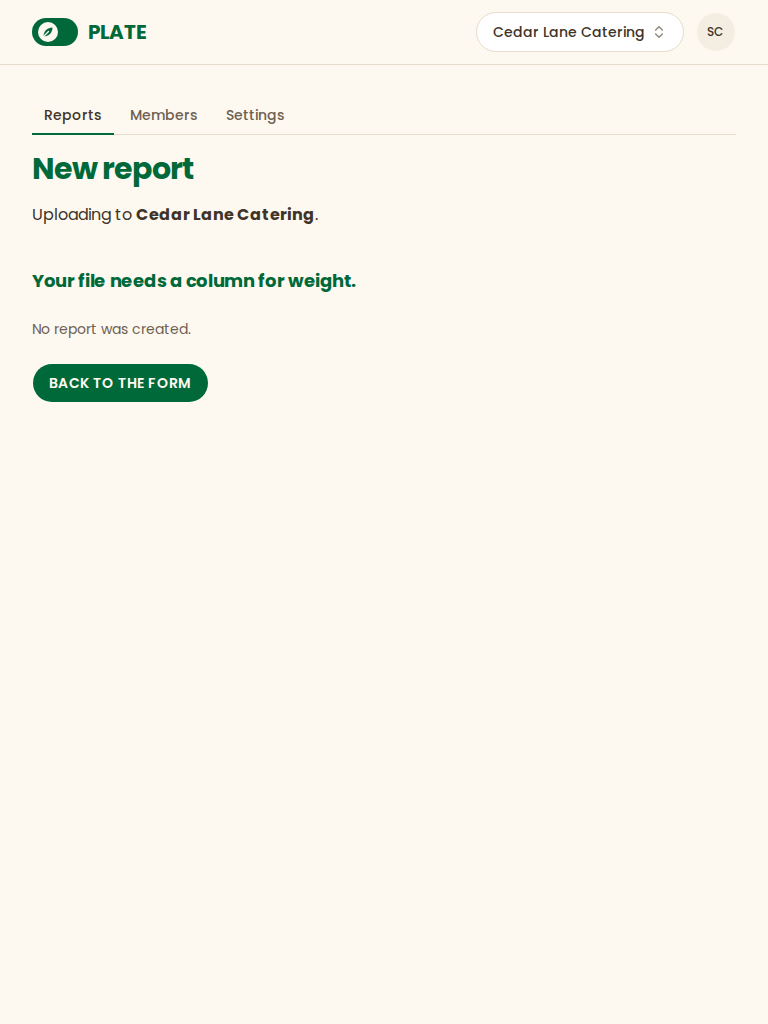 PLATE
Cedar Lane Catering
SC
Reports
Members
Settings
New report
Uploading to Cedar Lane Catering.
Your file needs a column for weight.
No report was created.
BACK TO THE FORM